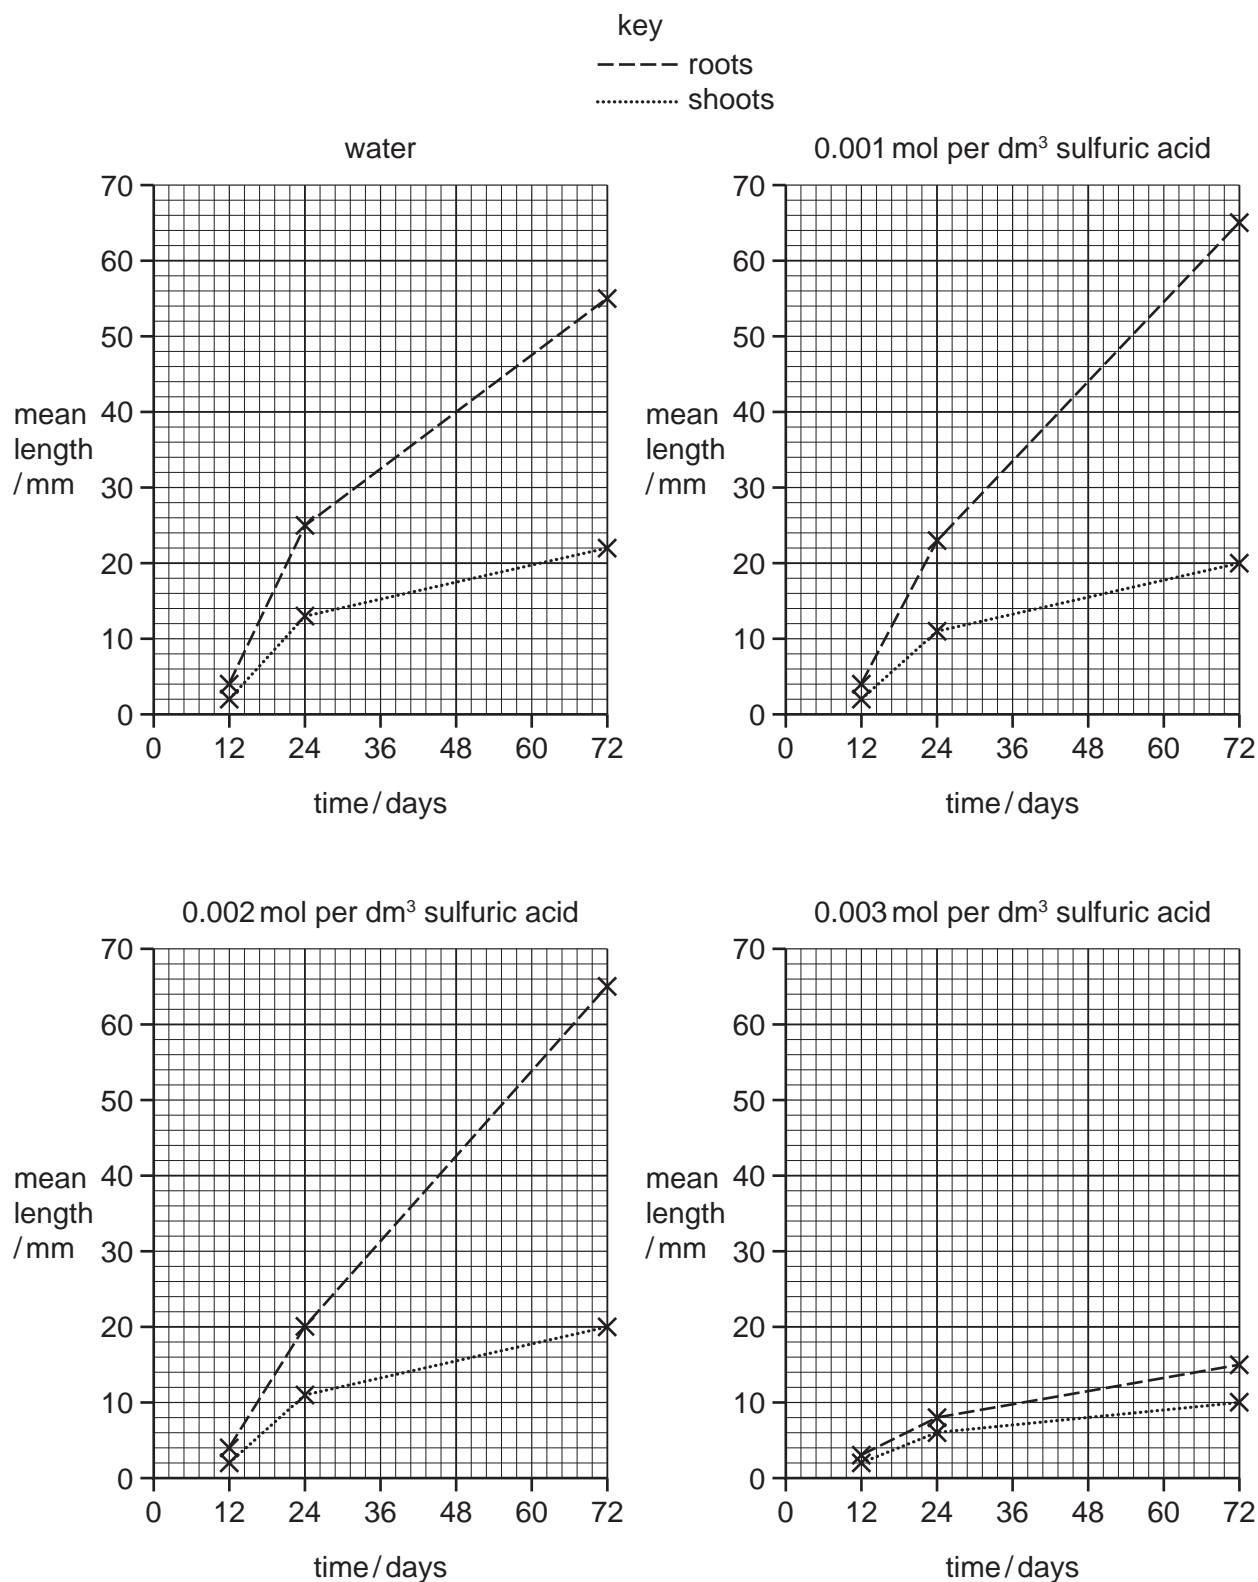 key
roots
shoots
water
70
60
50
40
30
20
10
0
mean
length
/mm
0 12 24 36 48 60 72
time/days
0.001 mol per dm³ sulfuric acid
70
60
50
40
30
20
10
0
mean
length
/mm
0 12 24 36 48 60 72
time/days
0.002 mol per dm³ sulfuric acid
70
60
50
40
30
20
10
0
mean
length
/mm
0 12 24 36 48 60 72
time/days
0.003 mol per dm³ sulfuric acid
70
60
50
40
30
20
10
0
mean
length
/mm
0 12 24 36 48 60 72
time/days